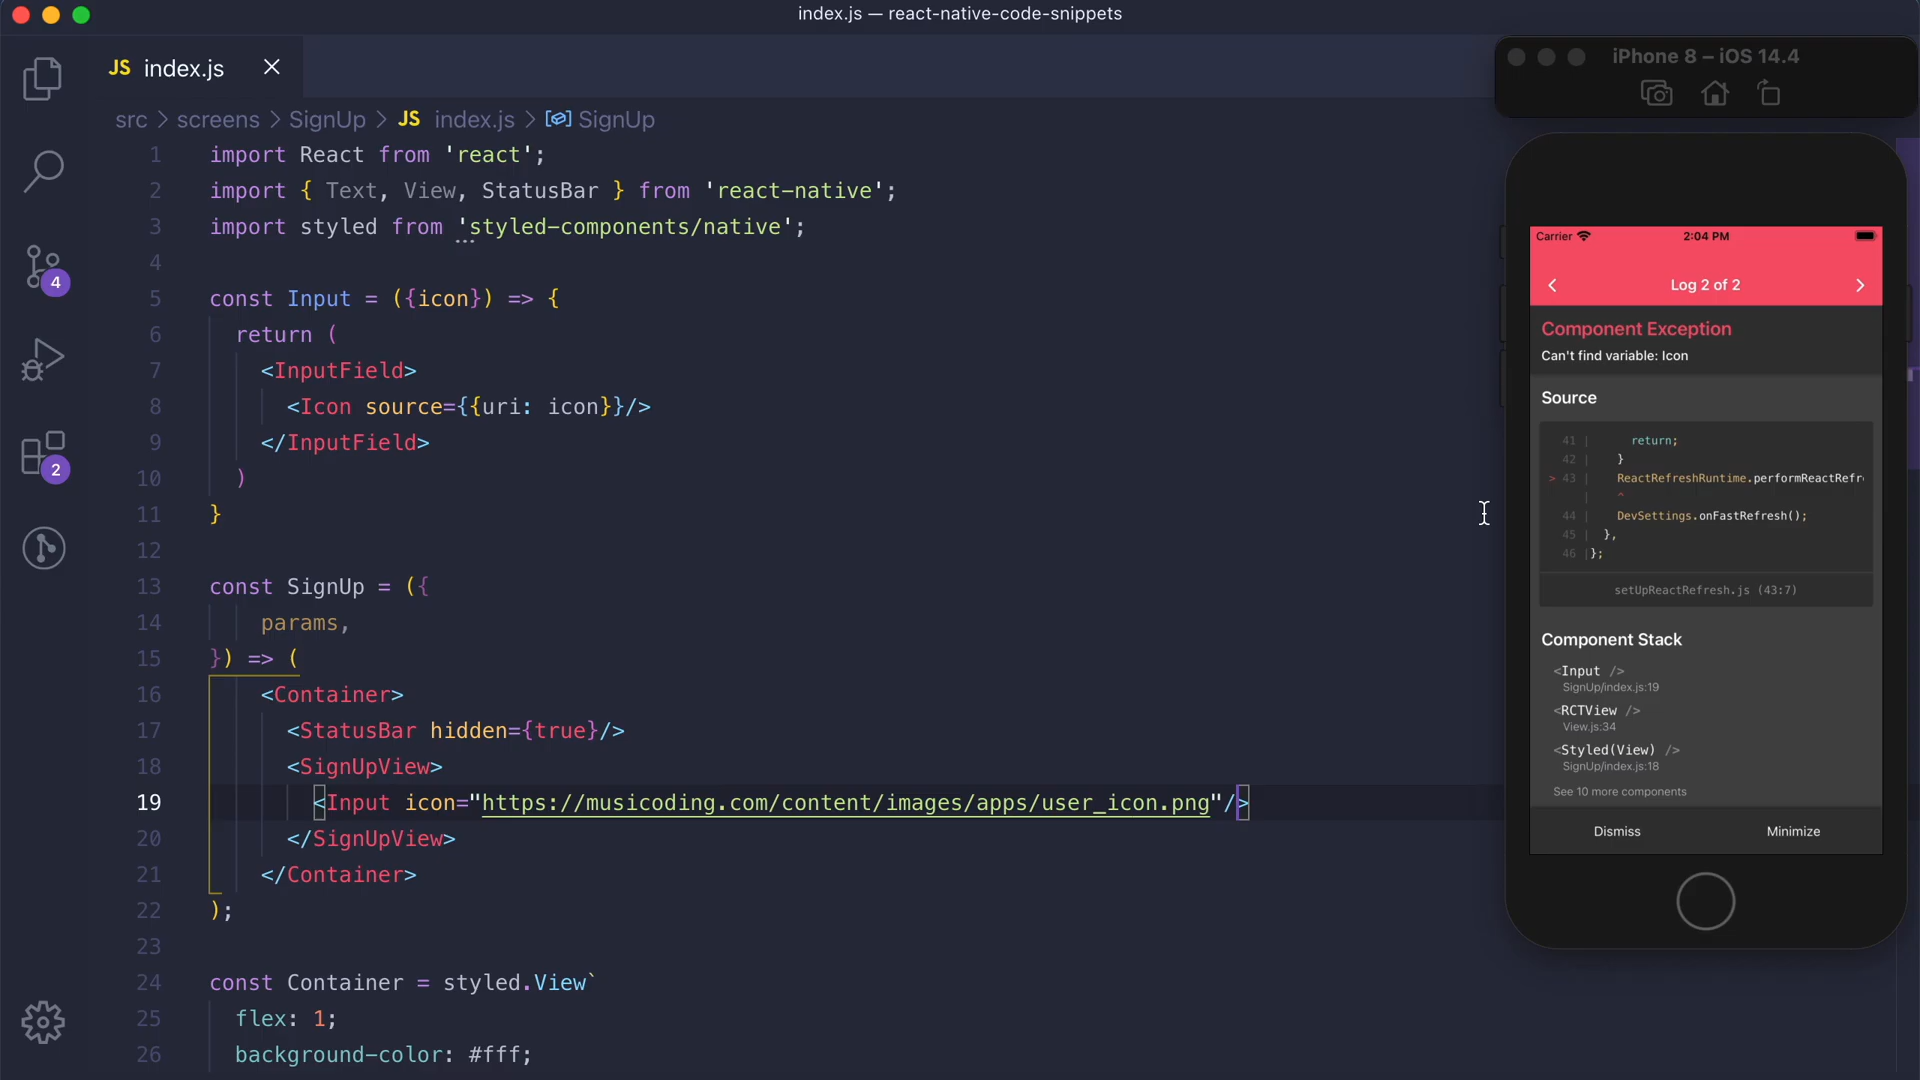 index.js — react-native-code-snippets
JS index.js
src > screens > SignUp > JS index.js > SignUp
1 import React from 'react';
2 import { Text, View, StatusBar } from 'react-native';
3 import styled from 'styled-components/native';
4
5 const Input = ({icon}) => {
6 return (
7 <InputField>
8 <Icon source={{uri: icon}}/>
9 </InputField>
10 )
11 }
12
13 const SignUp = ({
14 params,
15 }) => (
16 <Container>
17 <StatusBar hidden={true}/>
18 <SignUpView>
19 <Input icon="https://musicoding.com/content/images/apps/user_icon.png"/>
20 </SignUpView>
21 </Container>
22 );
23
24 const Container = styled.View`
25 flex: 1;
26 background-color: #fff;
4
2
iPhone 8 – iOS 14.4
Carrier 2:04 PM
Log 2 of 2
Component Exception
Can't find variable: Icon
Source
41 | return;
42 | }
> 43 | ReactRefreshRuntime.performReactRefr
| ^
44 | DevSettings.onFastRefresh();
45 | },
46 | };
setUpReactRefresh.js (43:7)
Component Stack
<Input />
SignUp/index.js:19
<RCTView />
View.js:34
<Styled(View) />
SignUp/index.js:18
See 10 more components
Dismiss Minimize